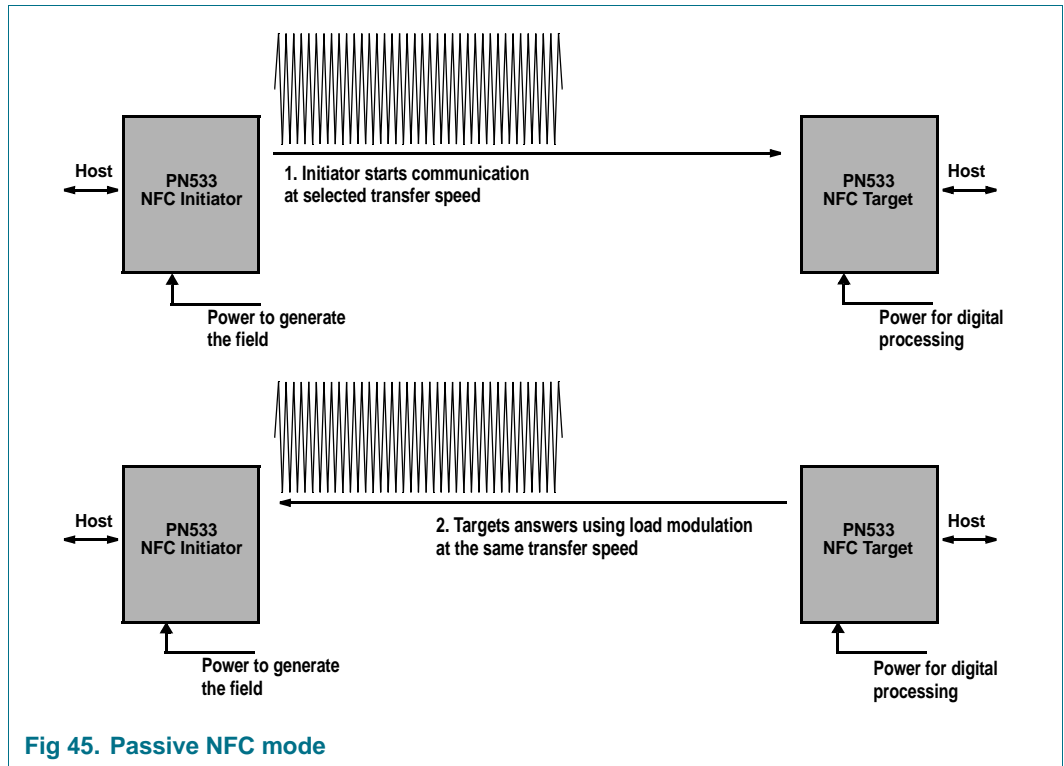 Host
PN533
NFC Initiator
1. Initiator starts communication
at selected transfer speed
PN533
NFC Target
Host
Power to generate
the field
Power for digital
processing
Host
PN533
NFC Initiator
2. Targets answers using load modulation
at the same transfer speed
PN533
NFC Target
Host
Power to generate
the field
Power for digital
processing
Fig 45. Passive NFC mode